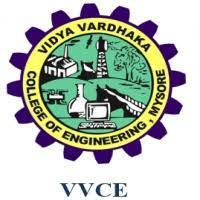 VIDYA VARDHAKA
COLLEGE OF ENGINEERING, MYSORE
VVCE